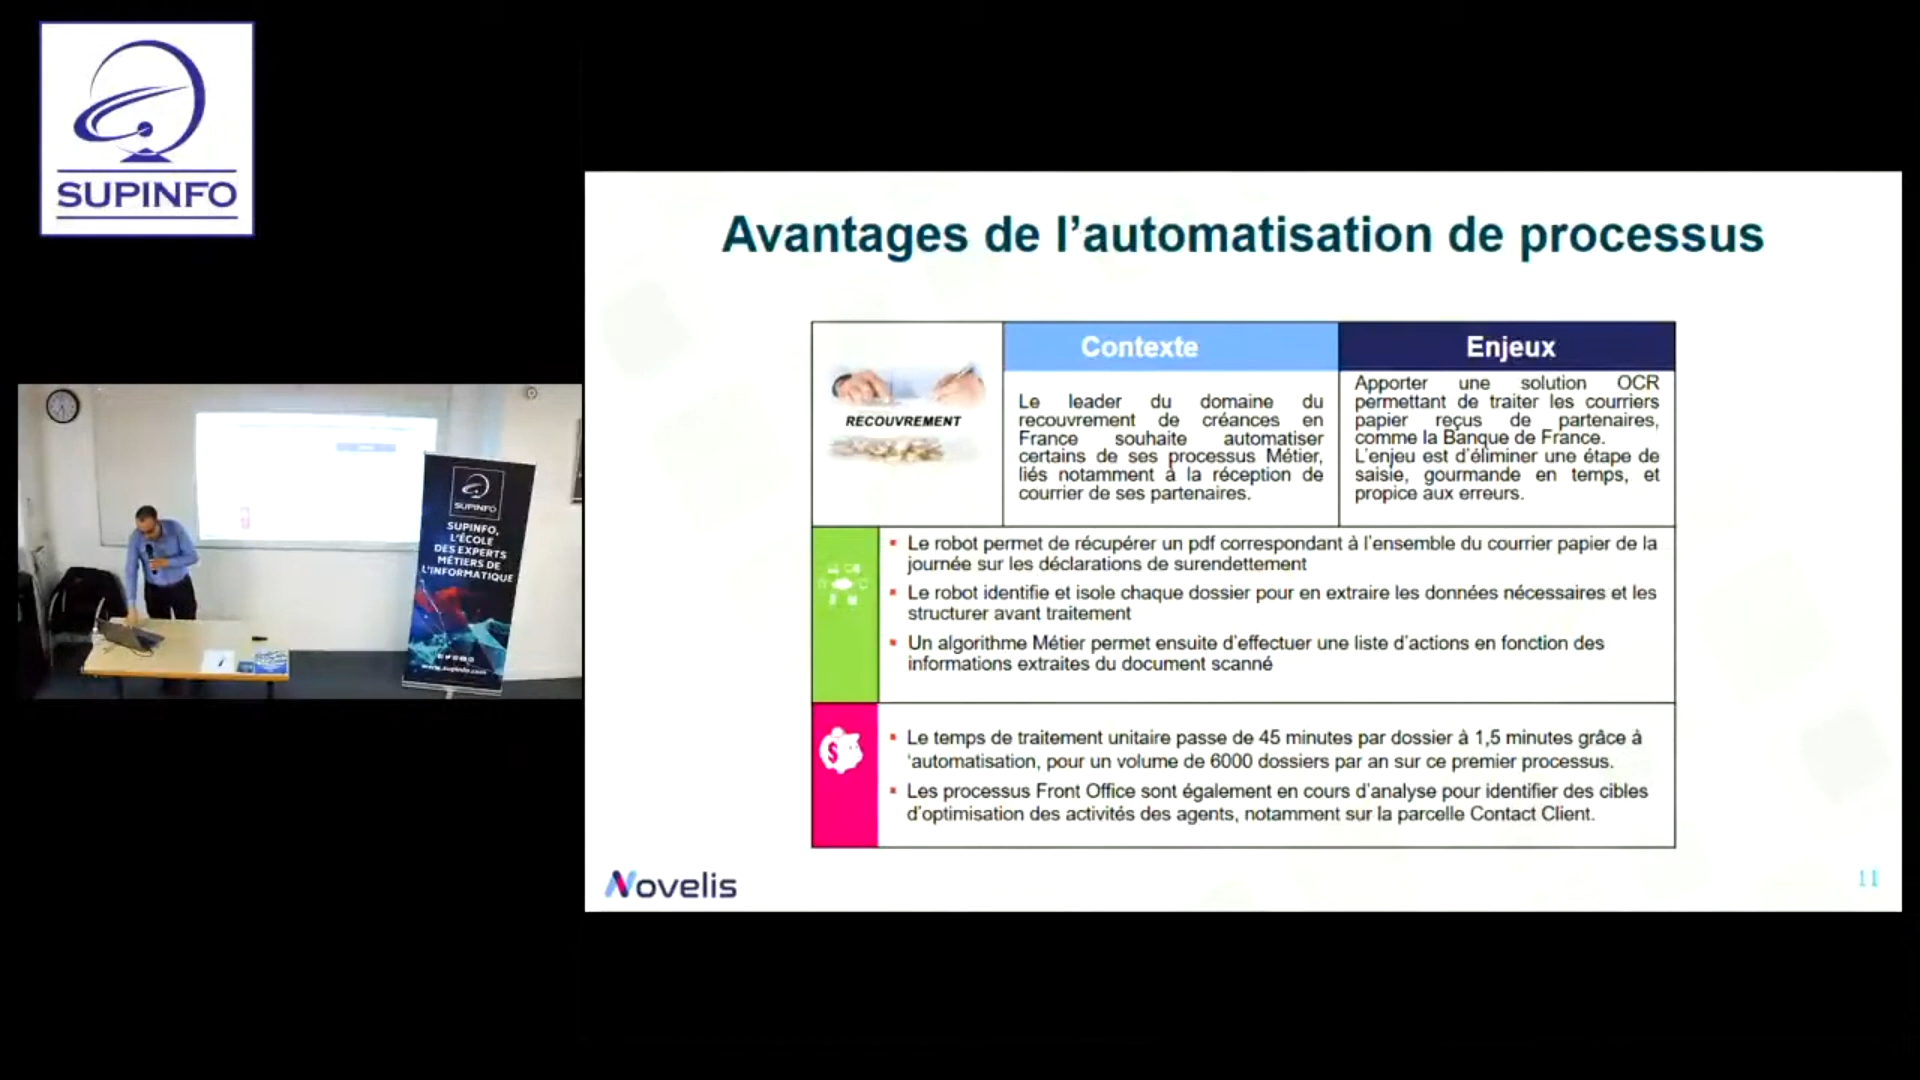 SUPINFO
Avantages de l’automatisation de processus
RECOUVREMENT
Contexte
Le leader du domaine du
recouvrement de créances en
France souhaite automatiser
certains de ses processus Métier,
liés notamment à la réception de
courrier de ses partenaires.
Enjeux
Apporter une solution OCR
permettant de traiter les courriers
papier reçus de partenaires,
comme la Banque de France.
L’enjeu est d’éliminer une étape de
saisie, gourmande en temps, et
propice aux erreurs.
Le robot permet de récupérer un pdf correspondant à l’ensemble du courrier papier de la
journée sur les déclarations de surendettement
Le robot identifie et isole chaque dossier pour en extraire les données nécessaires et les
structurer avant traitement
Un algorithme Métier permet ensuite d’effectuer une liste d’actions en fonction des
informations extraites du document scanné
$
Le temps de traitement unitaire passe de 45 minutes par dossier à 1,5 minutes grâce à
‘automatisation, pour un volume de 6000 dossiers par an sur ce premier processus.
Les processus Front Office sont également en cours d’analyse pour identifier des cibles
d’optimisation des activités des agents, notamment sur la parcelle Contact Client.
Novelis
11
SUPINFO
SUPINFO,
L’ÉCOLE
DES EXPERTS
MÉTIERS DE
L’INFORMATIQUE
www.supinfo.com